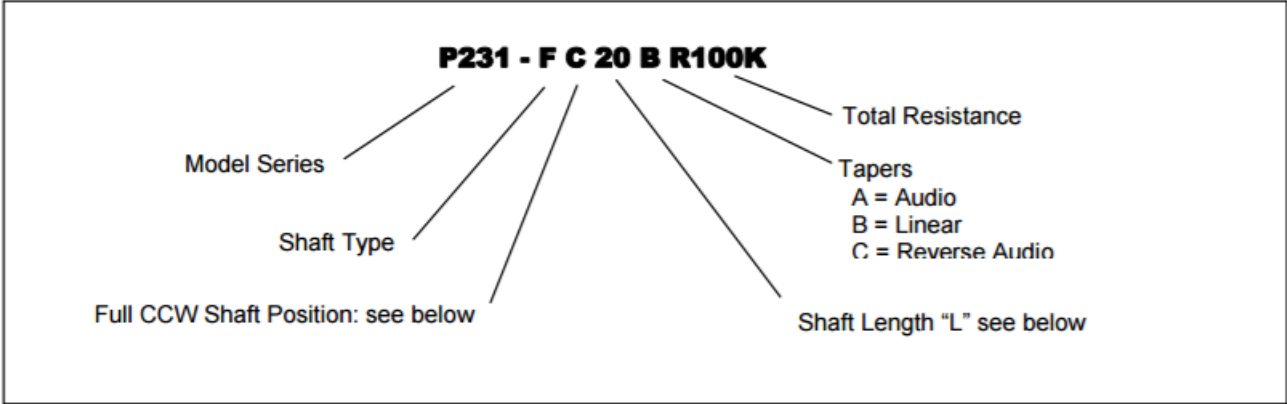 P231 - F C 20 B R100K
Total Resistance
Model Series
Tapers
A = Audio
B = Linear
C = Reverse Audio
Shaft Type
Full CCW Shaft Position: see below
Shaft Length “L” see below